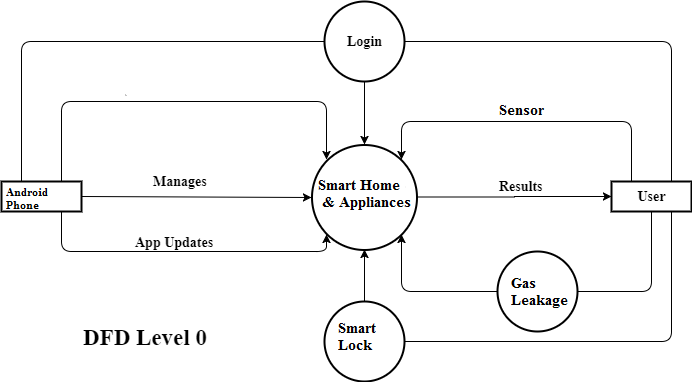 Login
Sensor
Manages
Smart Home
& Appliances
Results
Android
Phone
User
App Updates
Gas
Leakage
Smart
Lock
DFD Level 0